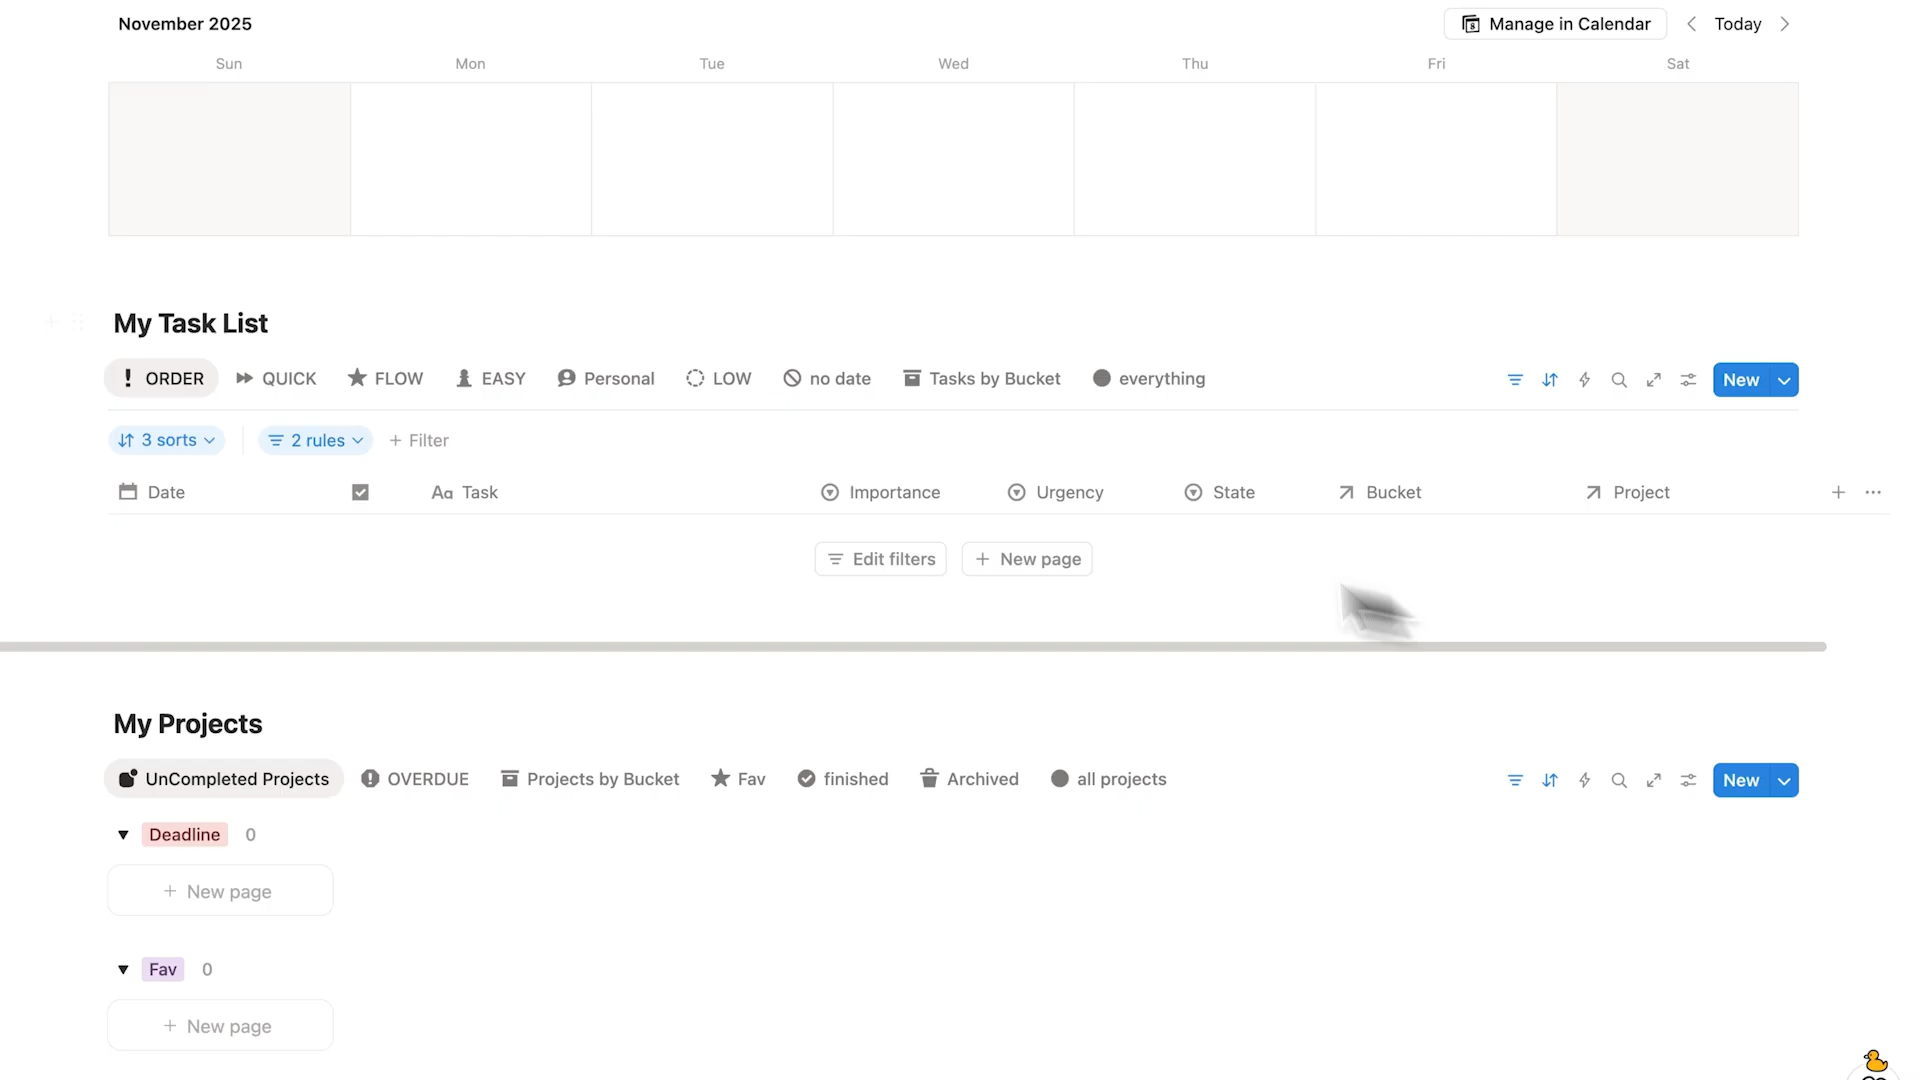 November 2025
Manage in Calendar
Today
Sun Mon Tue Wed Thu Fri Sat
My Task List
ORDER QUICK FLOW EASY Personal LOW no date Tasks by Bucket everything
New
3 sorts 2 rules + Filter
Date Aa Task Importance Urgency State Bucket Project
Edit filters + New page
My Projects
UnCompleted Projects OVERDUE Projects by Bucket Fav finished Archived all projects
New
Deadline 0
+ New page
Fav 0
+ New page